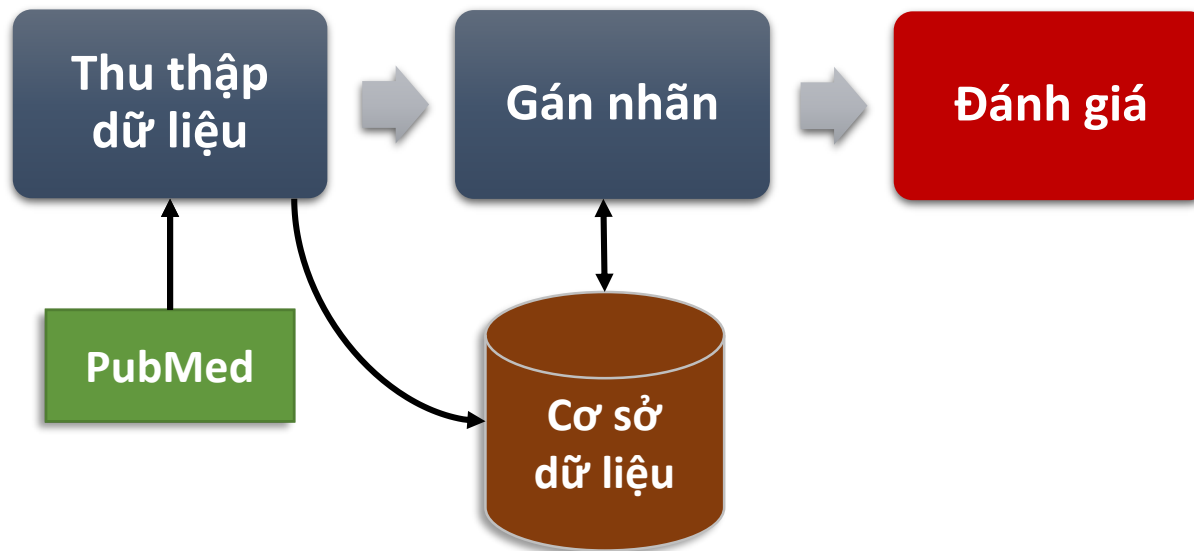 Thu thập
dữ liệu
Gán nhãn
Đánh giá
PubMed
Cơ sở
dữ liệu